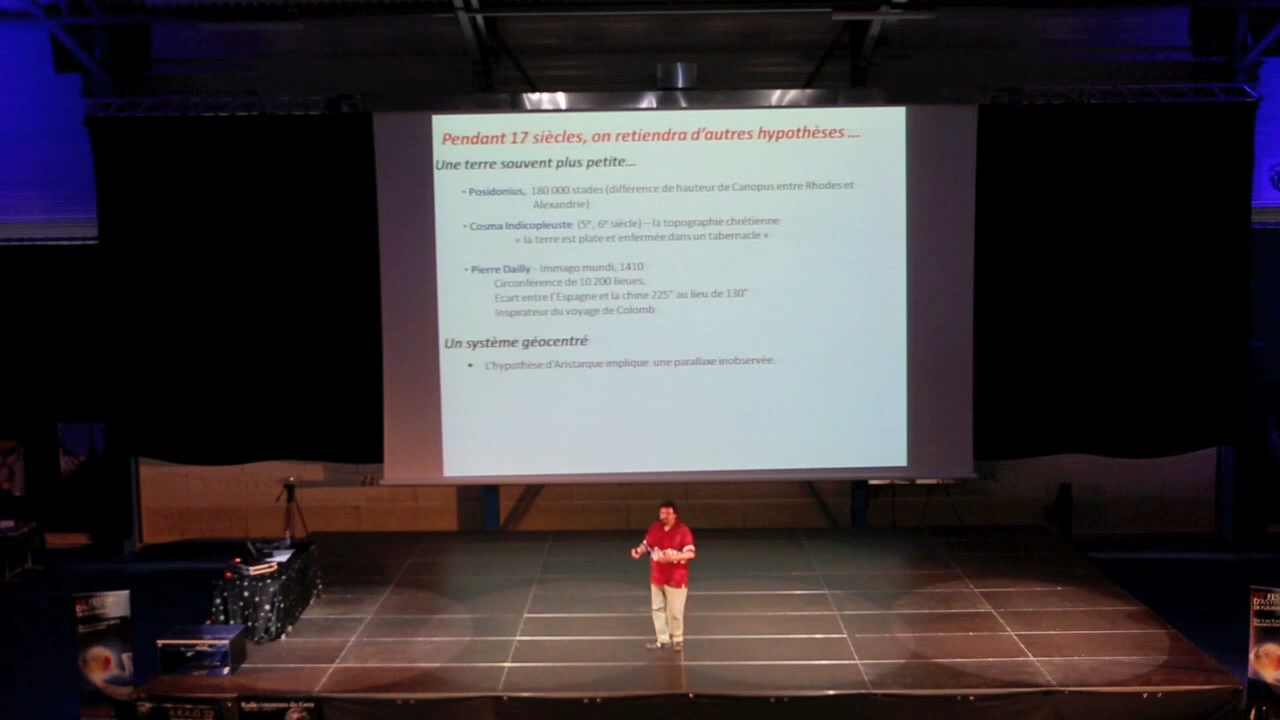 Pendant 17 siècles, on retiendra d'autres hypothèses ...
Une terre souvent plus petite...
• Posidonius, 180 000 stades (différence de hauteur de Canopus entre Rhodes et
Alexandrie)
• Cosma Indicopleuste (5e, 6e siècle) – la topographie chrétienne
« la terre est plate et enfermée dans un tabernacle »
• Pierre Dailly - Immago mundi, 1410
Circonférence de 10 200 lieues,
Ecart entre l'Espagne et la chine 225° au lieu de 130°
Inspirateur du voyage de Colomb
Un système géocentré
• L'hypothèse d'Aristarque implique une parallaxe inobservée.